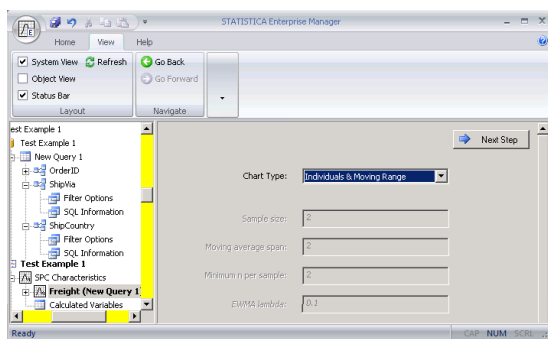 STATISTICA Enterprise Manager
Home View Help
System View Refresh
Object View
Status Bar
Layout
Go Back
Go Forward
Navigate
est Example 1
Test Example 1
New Query 1
OrderID
ShipVia
Filter Options
SQL Information
ShipCountry
Filter Options
SQL Information
Test Example 1
SPC Characteristics
Freight (New Query 1
Calculated Variables
Next Step
Chart Type: Individuals & Moving Range
Sample size: 2
Moving average span: 2
Minimum n per sample: 2
EWMA lambda: 0.1
Ready
CAP NUM SCRL